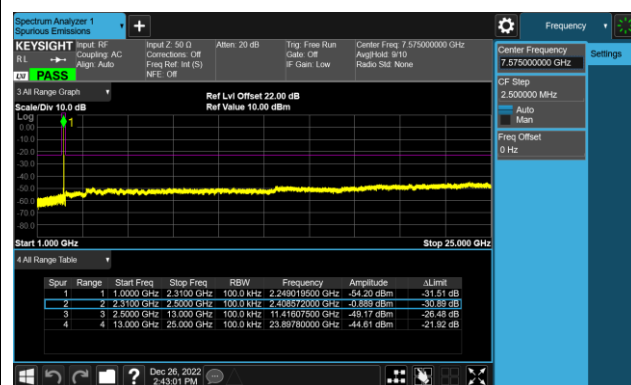 Spectrum Analyzer 1
Spurious Emissions
Frequency
KEYSIGHT
RL
PASS
Input: RF
Coupling: AC
Align: Auto
Input Z: 50 Ω
Corrections: Off
Freq Ref: Int (S)
NFE: Off
Atten: 20 dB
Trig: Free Run
Gate: Off
IF Gain: Low
Center Freq: 7.575000000 GHz
Avg|Hold: 9/10
Radio Std: None
Center Frequency
7.575000000 GHz
Settings
CF Step
2.500000 MHz
Auto
Man
Freq Offset
0 Hz
3 All Range Graph
Scale/Div 10.0 dB
Ref Lvl Offset 22.00 dB
Ref Value 10.00 dBm
Log
1
0.00
-10.0
-20.0
-30.0
-40.0
-50.0
-60.0
-70.0
-80.0
Start 1.000 GHz
Stop 25.000 GHz
4 All Range Table
Spur Range Start Freq Stop Freq RBW Frequency Amplitude ΔLimit
1 1 1.0000 GHz 2.3100 GHz 100.0 kHz 2.249019500 GHz -54.20 dBm -31.51 dB
2 2 2.3100 GHz 2.5000 GHz 100.0 kHz 2.408572000 GHz -0.889 dBm -30.89 dB
3 3 2.5000 GHz 13.000 GHz 100.0 kHz 11.41607500 GHz -49.17 dBm -26.48 dB
4 4 13.000 GHz 25.000 GHz 100.0 kHz 23.89780000 GHz -44.61 dBm -21.92 dB
?
Dec 26, 2022
2:43:01 PM